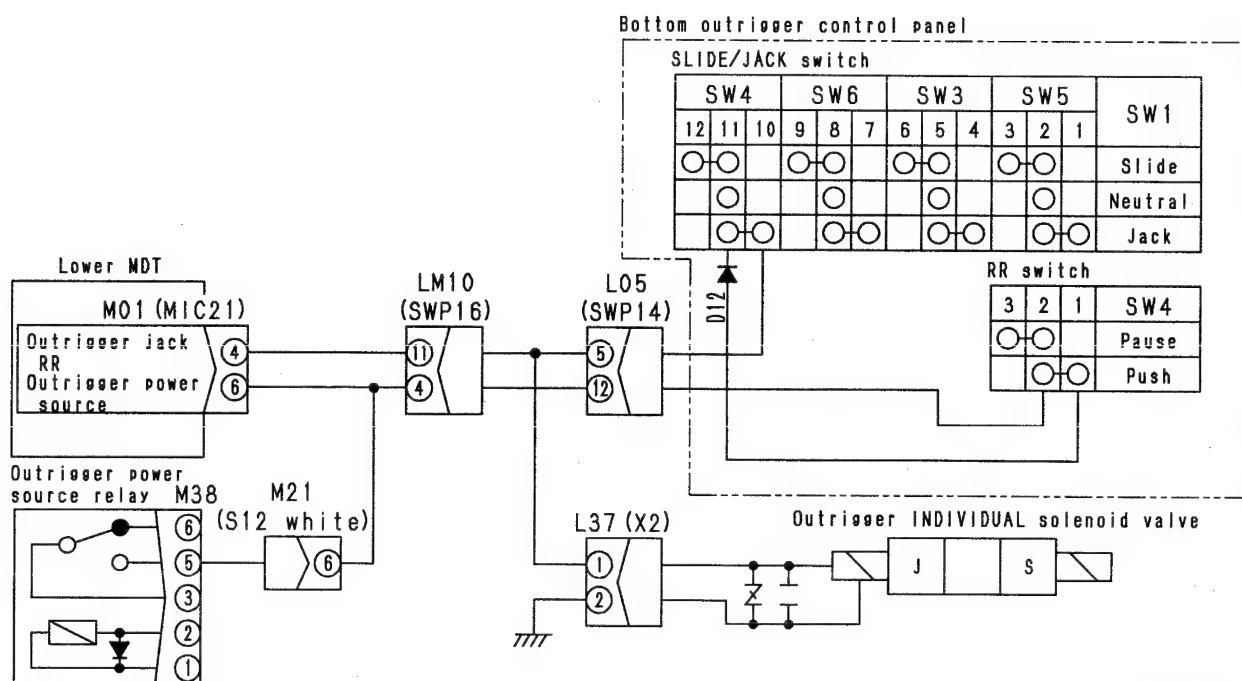 Bottom outrigger control panel
SLIDE/JACK switch
SW4 SW6 SW3 SW5 SW1
12 11 10 9 8 7 6 5 4 3 2 1
Slide
Neutral
Jack
D12
RR switch
3 2 1 SW4
Pause
Push
Lower MDT
M01 (MIC21)
Outrigger jack RR 4
Outrigger power source 6
LM10
(SWP16)
11
4
L05
(SWP14)
5
12
Outrigger power
source relay M38
6
5
3
2
1
M21
(S12 white)
6
L37 (X2)
1
2
Outrigger INDIVIDUAL solenoid valve
J S